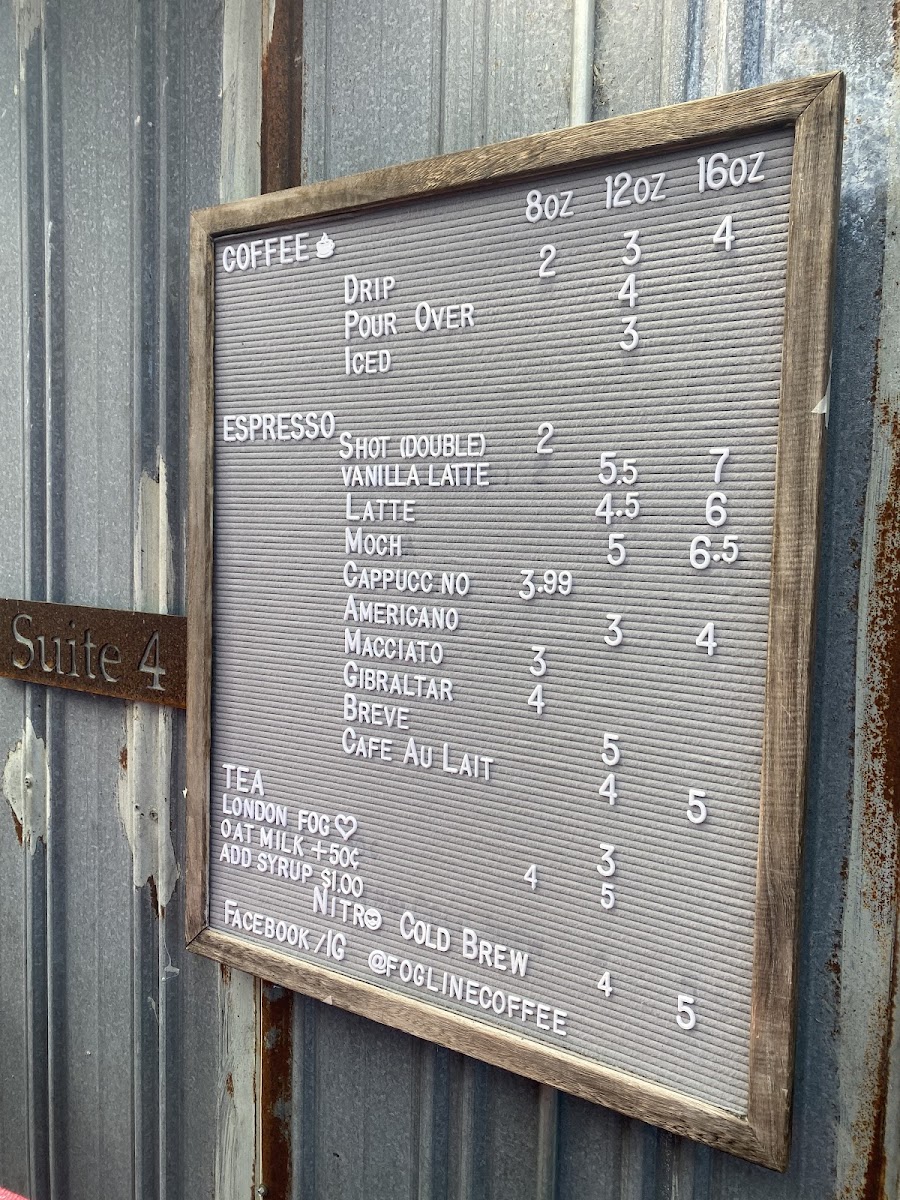 8OZ 12OZ 16OZ
COFFEE
DRIP 2 3 4
POUR OVER 4
ICED 3
ESPRESSO
SHOT (DOUBLE) 2
VANILLA LATTE 5.5 7
LATTE 4.5 6
MOCH 5 6.5
CAPPUCC NO 3.99
AMERICANO 3 4
MACCIATO 3
GIBRALTAR 4
BREVE 5
CAFE AU LAIT 4 5
TEA 3
LONDON FOG♡ 4 5
OAT MILK +50¢
ADD SYRUP $1.00
NITRO COLD BREW 4 5
FACEBOOK/IG @FOGLINECOFFEE
Suite 4